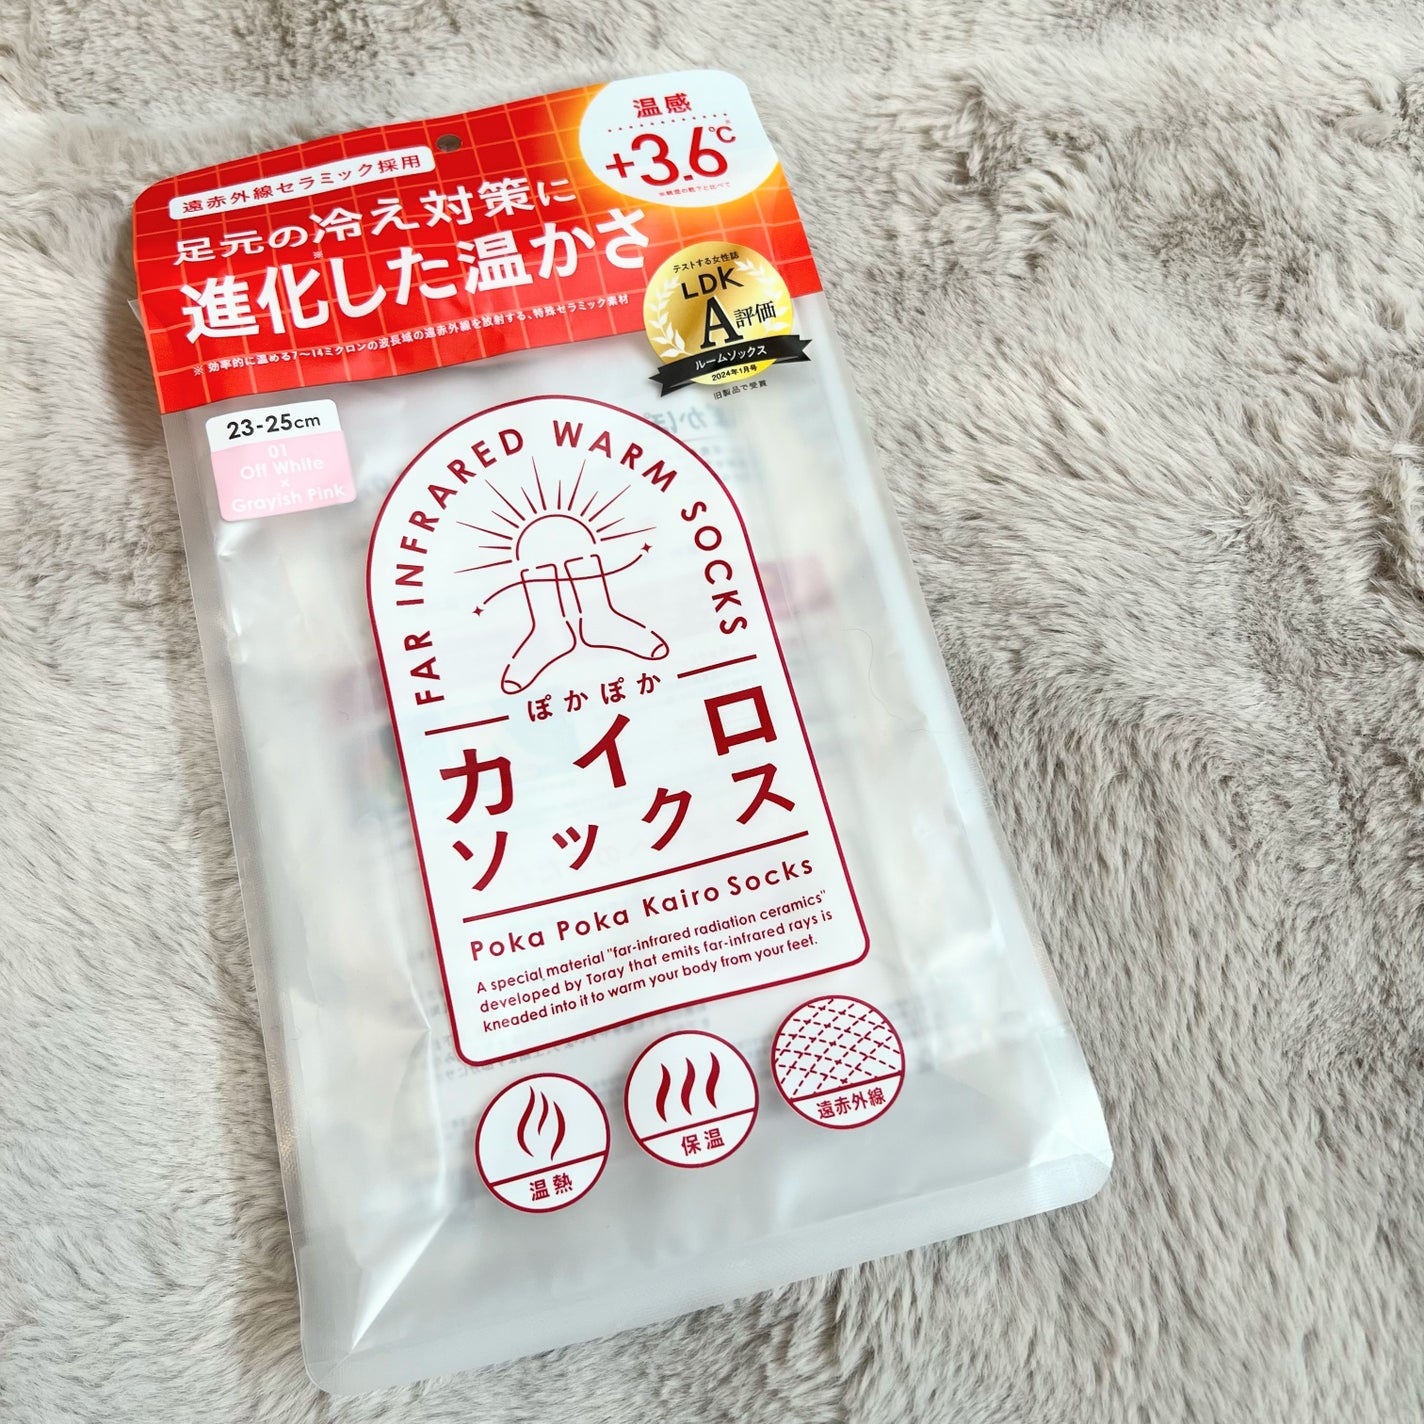 温感
+3.6℃
遠赤外線セラミック採用
足元の冷え対策に
進化した温かさ
※ 効率的に温める7〜14ミクロンの波長域の遠赤外線を放射する、特殊セラミック素材
テストする女性誌
LDK
A評価
ルームソックス
2024年1月号
旧製品で受賞
23-25cm
01
Off White
×
Grayish Pink
FAR INFRARED WARM SOCKS
ぽかぽか
カイロ
ソックス
Poka Poka Kairo Socks
A special material "far-infrared radiation ceramics"
developed by Toray that emits far-infrared rays is
kneaded into it to warm your body from your feet.
温熱
保温
遠赤外線